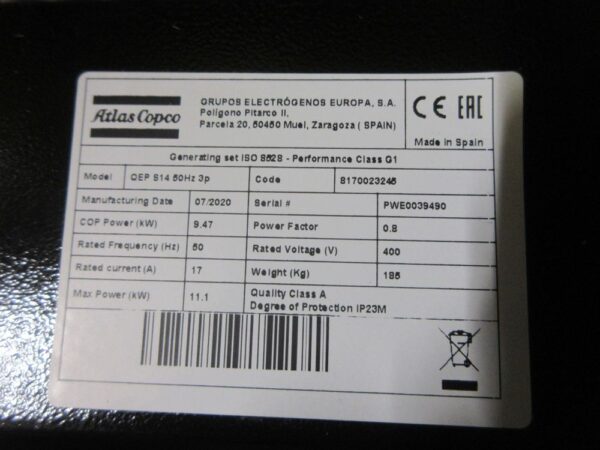 Atlas Copco
GRUPOS ELECTRÓGENOS EUROPA, S.A.
Polígono Pitarco II,
Parcela 20, 50450 Muel, Zaragoza ( SPAIN)
CE EAC
Made in Spain
Generating set ISO 8528 - Performance Class G1
Model QEP S14 50Hz 3p Code 8170023245
Manufacturing Date 07/2020 Serial # PWE0039490
COP Power (kW) 9.47 Power Factor 0.8
Rated Frequency (Hz) 50 Rated Voltage (V) 400
Rated current (A) 17 Weight (Kg) 185
Max Power (kW) 11.1 Quality Class A
Degree of Protection IP23M